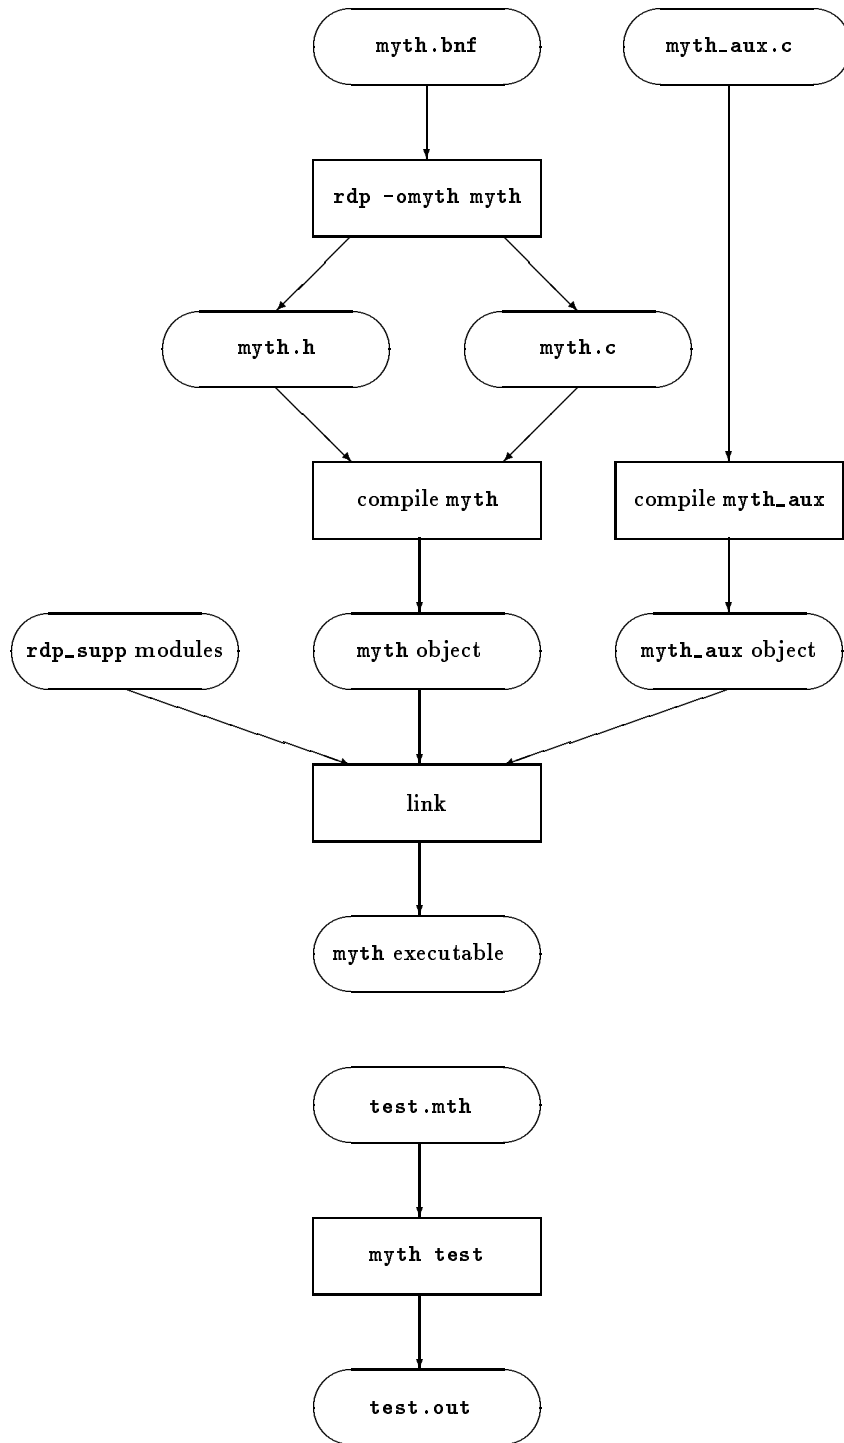 myth.bnf
myth_aux.c
rdp -omyth myth
myth.h
myth.c
compile myth
compile myth_aux
rdp_supp modules
myth object
myth_aux object
link
myth executable
test.mth
myth test
test.out